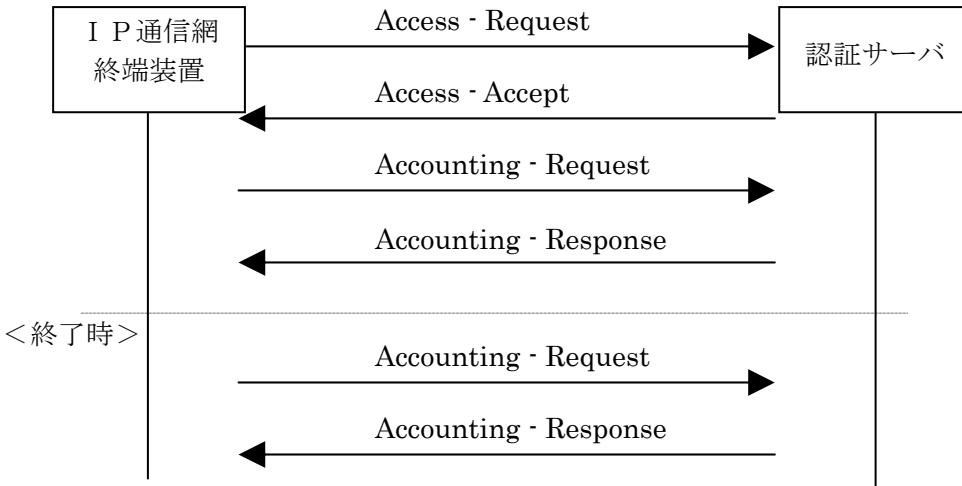 ＩＰ通信網
終端装置
認証サーバ
Access - Request
Access - Accept
Accounting - Request
Accounting - Response
＜終了時＞
Accounting - Request
Accounting - Response